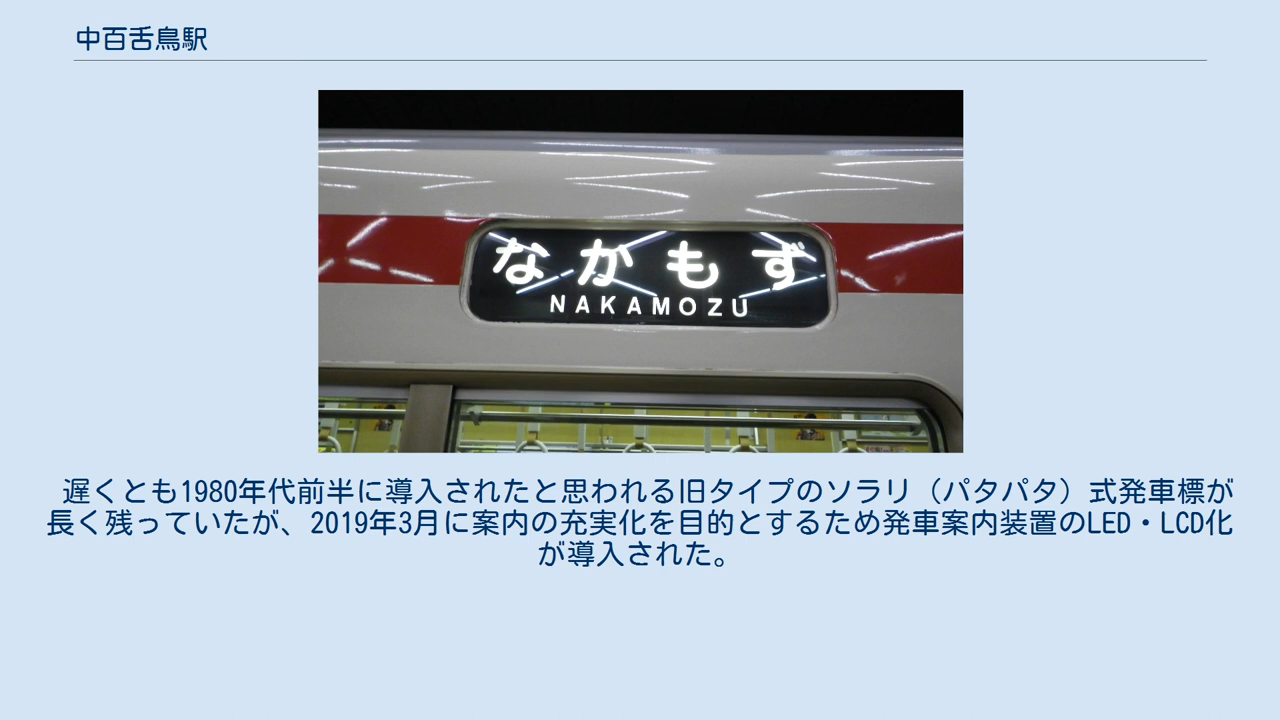 中百舌鳥駅
なかもず
NAKAMOZU
遅くとも1980年代前半に導入されたと思われる旧タイプのソラリ（パタパタ）式発車標が
長く残っていたが、2019年3月に案内の充実化を目的とするため発車案内装置のLED・LCD化
が導入された。